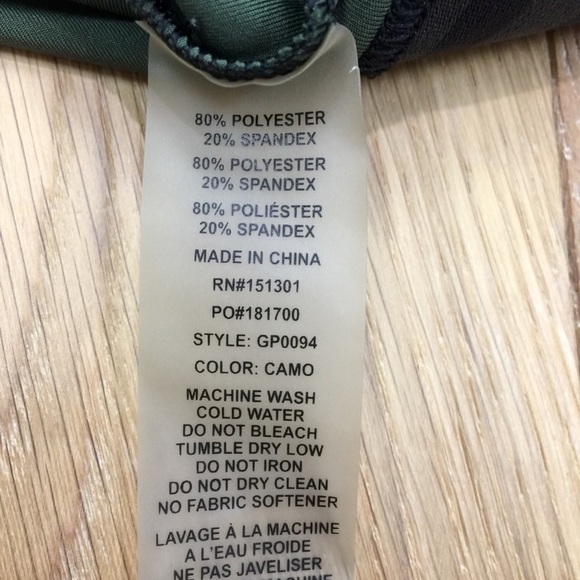 80% POLYESTER
20% SPANDEX
80% POLYESTER
20% SPANDEX
80% POLIÉSTER
20% SPANDEX
MADE IN CHINA
RN#151301
PO#181700
STYLE: GP0094
COLOR: CAMO
MACHINE WASH
COLD WATER
DO NOT BLEACH
TUMBLE DRY LOW
DO NOT IRON
DO NOT DRY CLEAN
NO FABRIC SOFTENER
LAVAGE À LA MACHINE
A L'EAU FROIDE
NE PAS JAVELISER
MACHINE